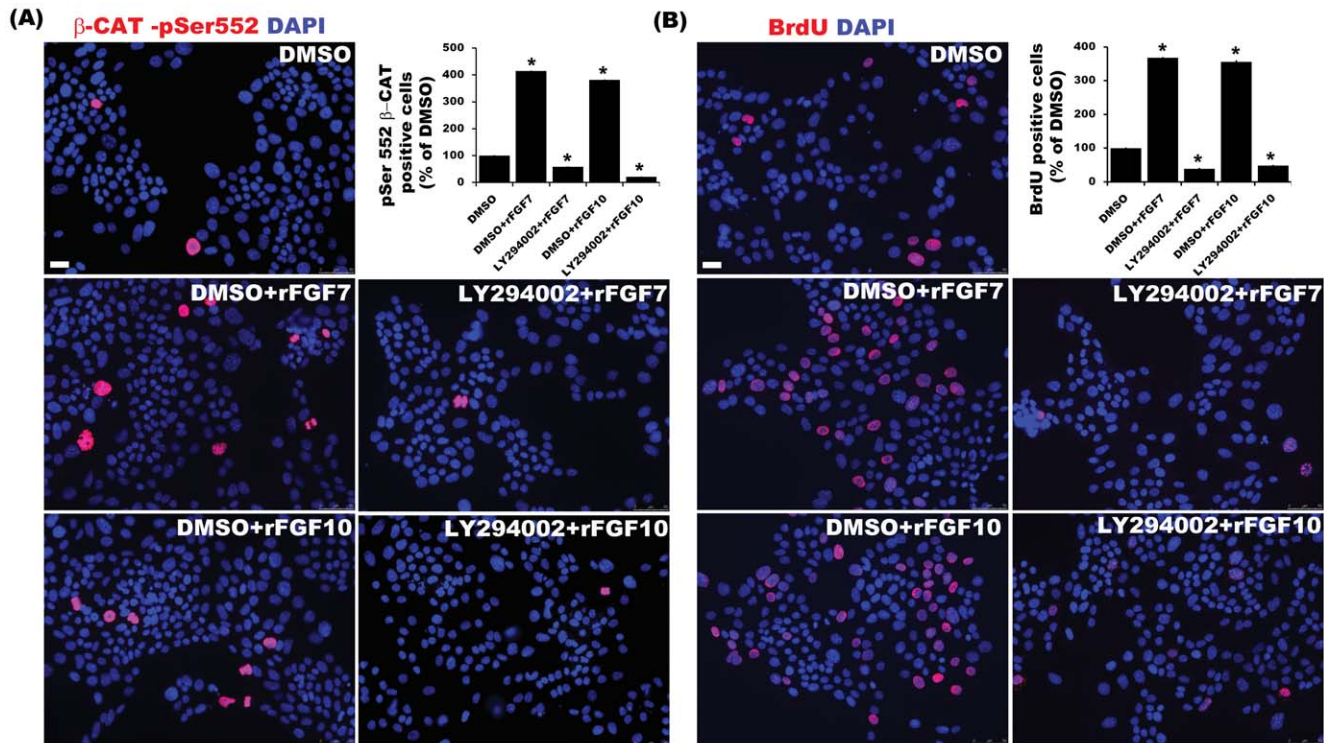 (A)
β-CAT -pSer552 DAPI
DMSO
pSer 552 β-CAT
positive cells
(% of DMSO)
500
400
300
200
100
0
*
*
*
*
DMSO
DMSO+rFGF7
LY294002+rFGF7
DMSO+rFGF10
LY294002+rFGF10
DMSO+rFGF7
LY294002+rFGF7
DMSO+rFGF10
LY294002+rFGF10
(B)
BrdU DAPI
DMSO
BrdU positive cells
(% of DMSO)
400
300
200
100
0
*
*
*
*
DMSO
DMSO+rFGF7
LY294002+rFGF7
DMSO+rFGF10
LY294002+rFGF10
DMSO+rFGF7
LY294002+rFGF7
DMSO+rFGF10
LY294002+rFGF10